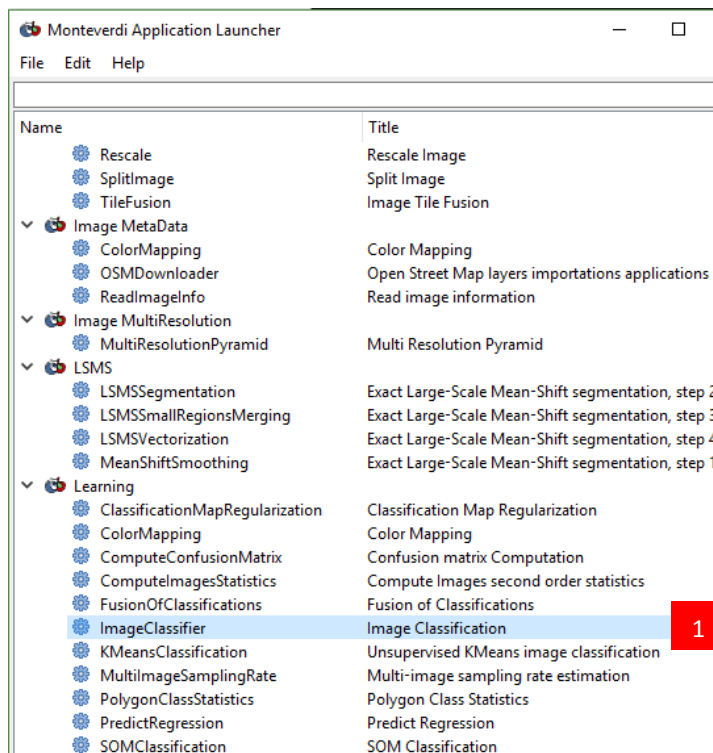 Monteverdi Application Launcher
File Edit Help
Name Title
Rescale Rescale Image
SplitImage Split Image
TileFusion Image Tile Fusion
Image MetaData
ColorMapping Color Mapping
OSMDownloader Open Street Map layers importations applications
ReadImageInfo Read image information
Image MultiResolution
MultiResolutionPyramid Multi Resolution Pyramid
LSMS
LSMSSegmentation Exact Large-Scale Mean-Shift segmentation, step 2
LSMSSmallRegionsMerging Exact Large-Scale Mean-Shift segmentation, step 3
LSMSVectorization Exact Large-Scale Mean-Shift segmentation, step 4
MeanShiftSmoothing Exact Large-Scale Mean-Shift segmentation, step 1
Learning
ClassificationMapRegularization Classification Map Regularization
ColorMapping Color Mapping
ComputeConfusionMatrix Confusion matrix Computation
ComputeImagesStatistics Compute Images second order statistics
FusionOfClassifications Fusion of Classifications
ImageClassifier Image Classification 1
KMeansClassification Unsupervised KMeans image classification
MultiImageSamplingRate Multi-image sampling rate estimation
PolygonClassStatistics Polygon Class Statistics
PredictRegression Predict Regression
SOMClassification SOM Classification